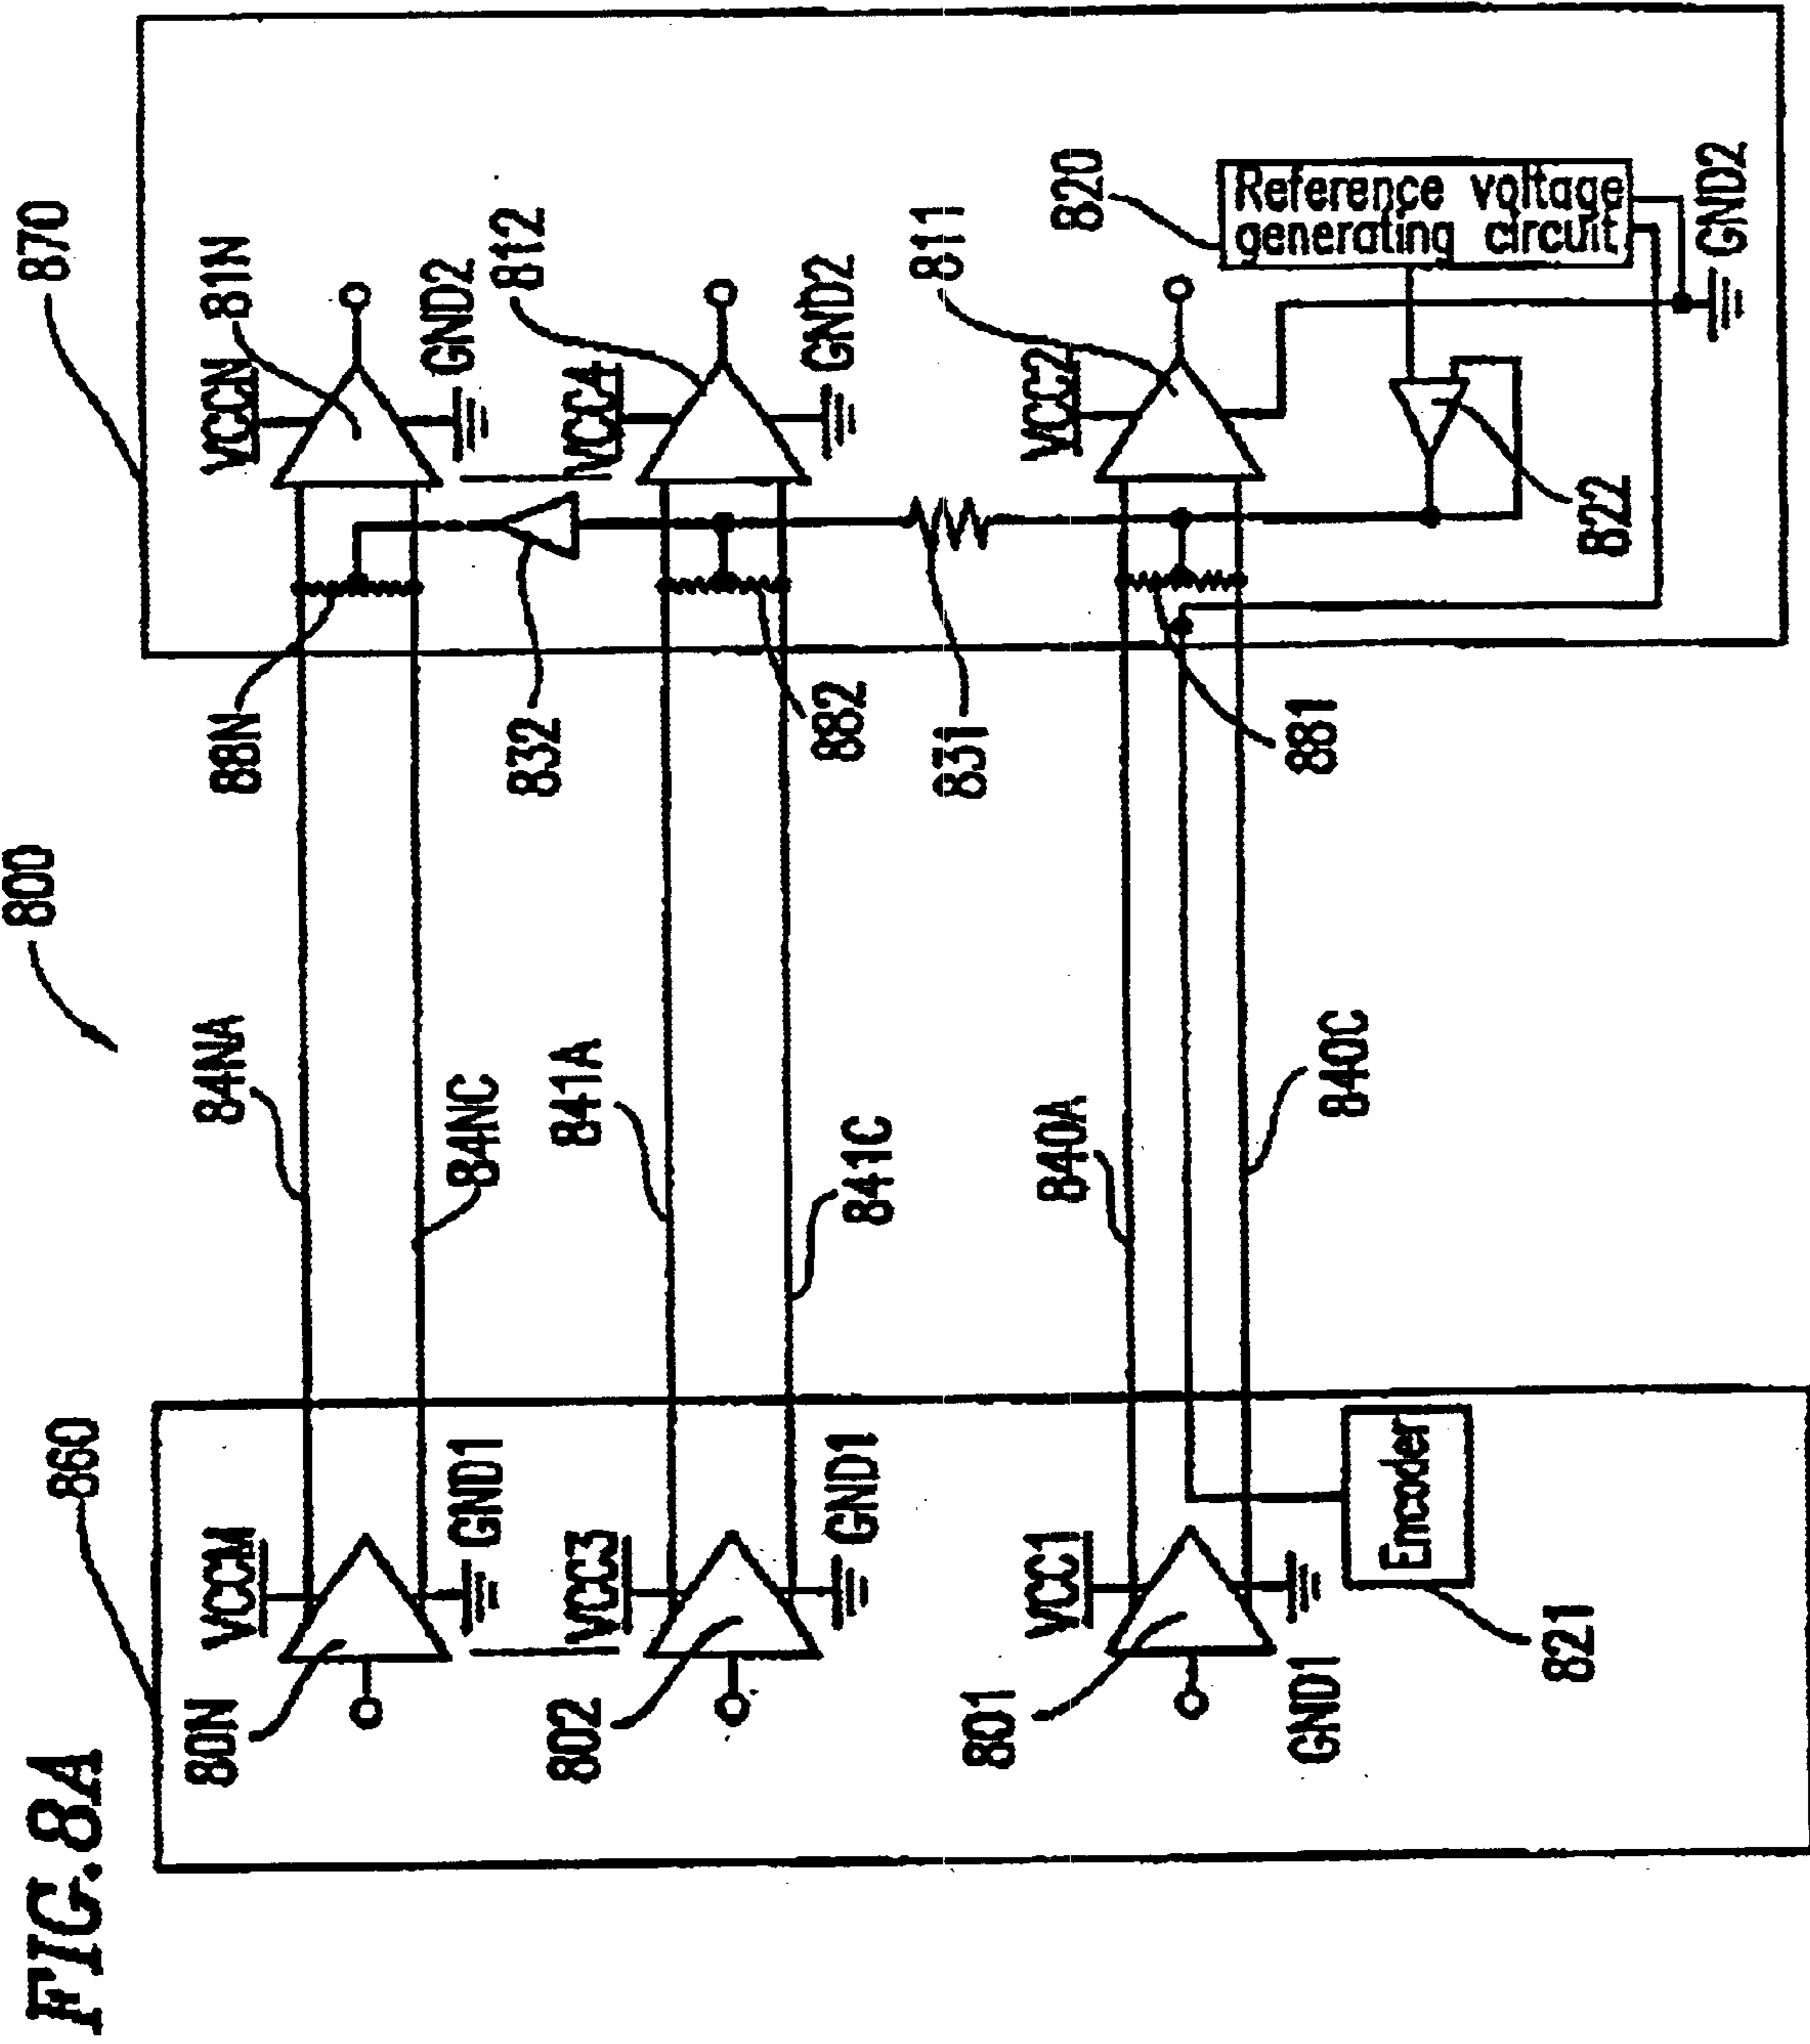 FIG.8A
800
860
870
80N
VCCM
GND1
84NA
84NC
88N
VCCN
81N
GND2
832
802
VCC3
GND1
841A
841C
882
VCC4
812
GND2
831
801
VCC1
GND1
840A
840C
881
VCC2
811
820
Reference voltage
generating circuit
GND2
822
Encoder
821